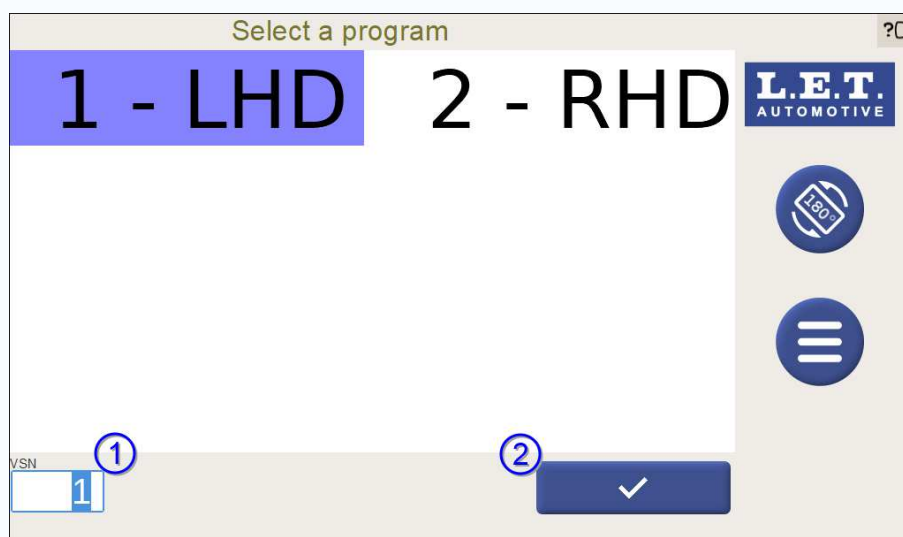 Select a program
?
1 - LHD 2 - RHD
L.E.T.
AUTOMOTIVE
180°
VSN
1
1
2